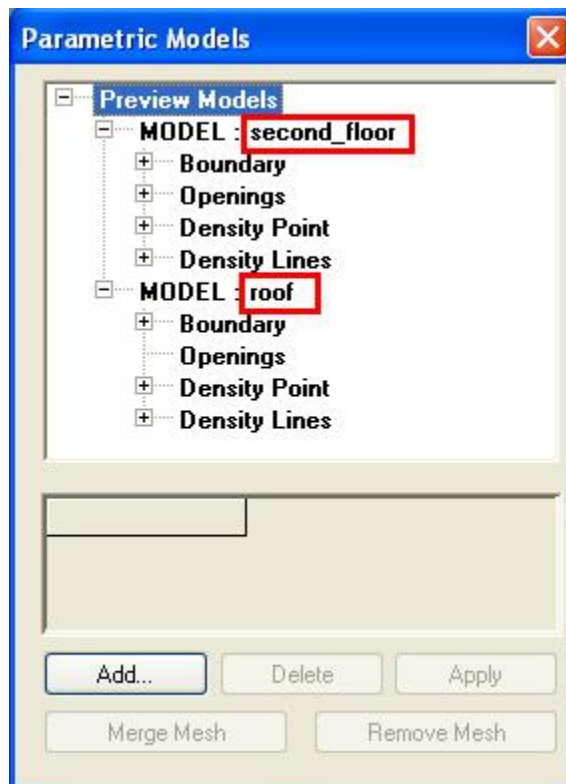 Parametric Models
Preview Models
MODEL : second_floor
Boundary
Openings
Density Point
Density Lines
MODEL : roof
Boundary
Openings
Density Point
Density Lines
Add... Delete Apply
Merge Mesh Remove Mesh